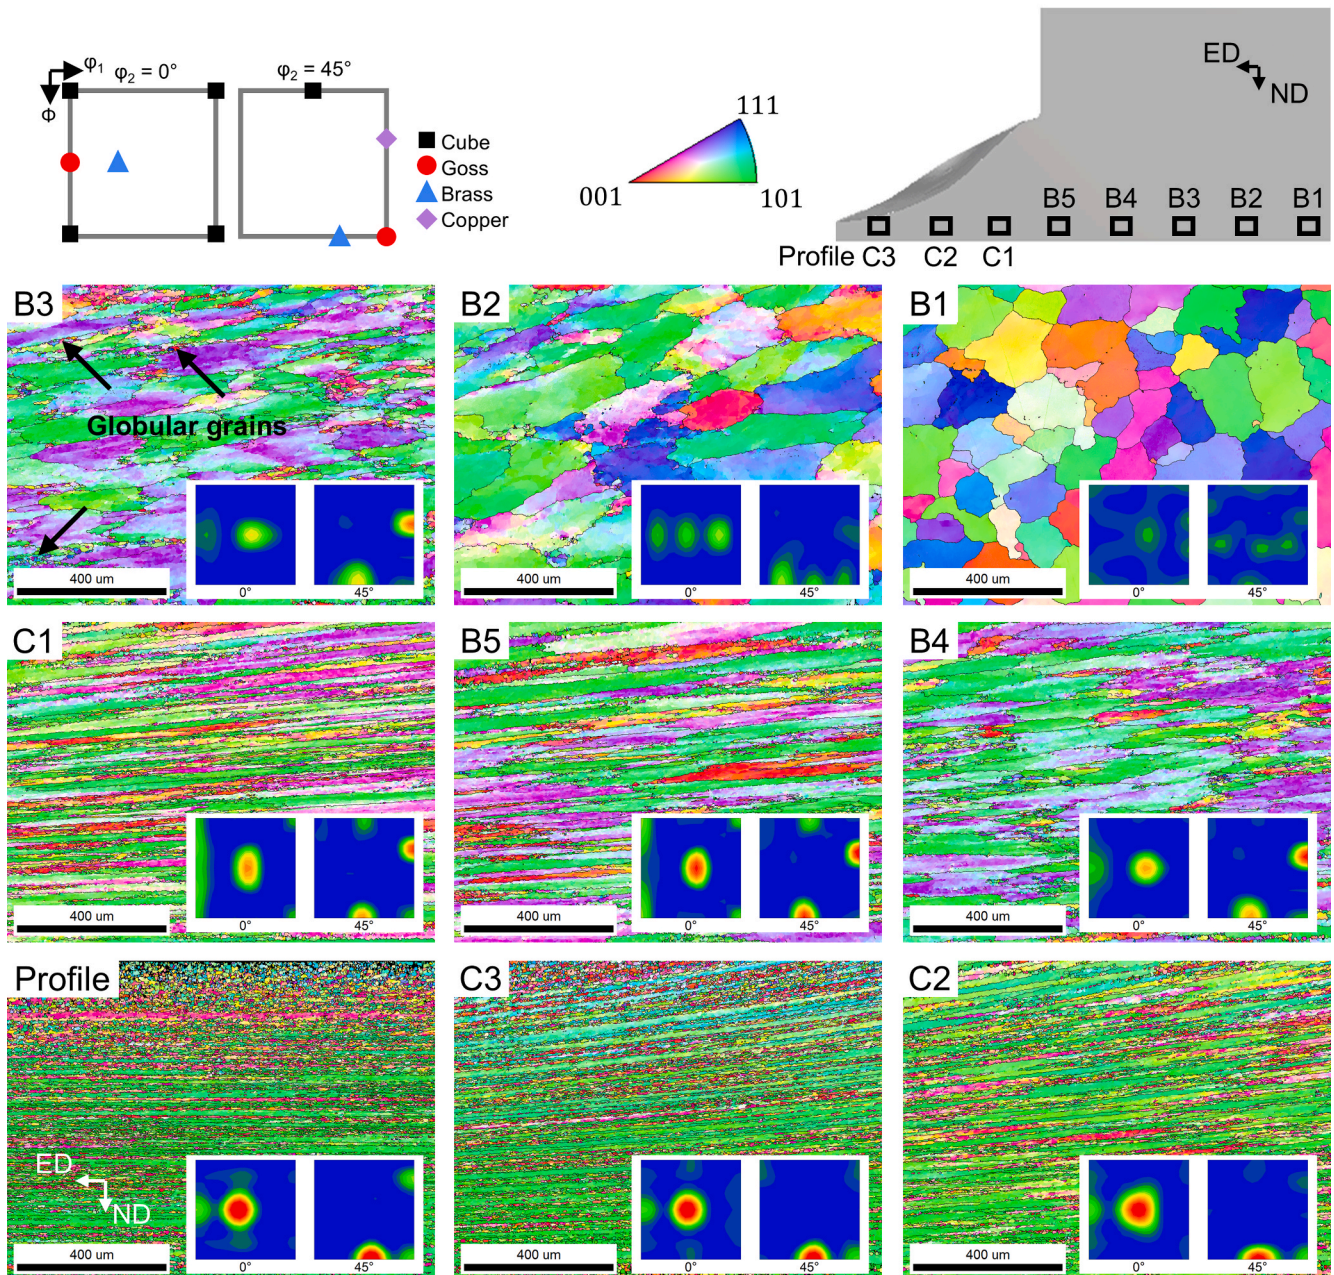 φ₁
φ₂ = 0°
φ₂ = 45°
Φ
Cube
Goss
Brass
Copper
111
001
101
ED
ND
B5 B4 B3 B2 B1
Profile C3 C2 C1
B3
Globular grains
400 um
0°
45°
B2
400 um
0°
45°
B1
400 um
0°
45°
C1
400 um
0°
45°
B5
400 um
0°
45°
B4
400 um
0°
45°
Profile
ED
ND
400 um
0°
45°
C3
400 um
0°
45°
C2
400 um
0°
45°